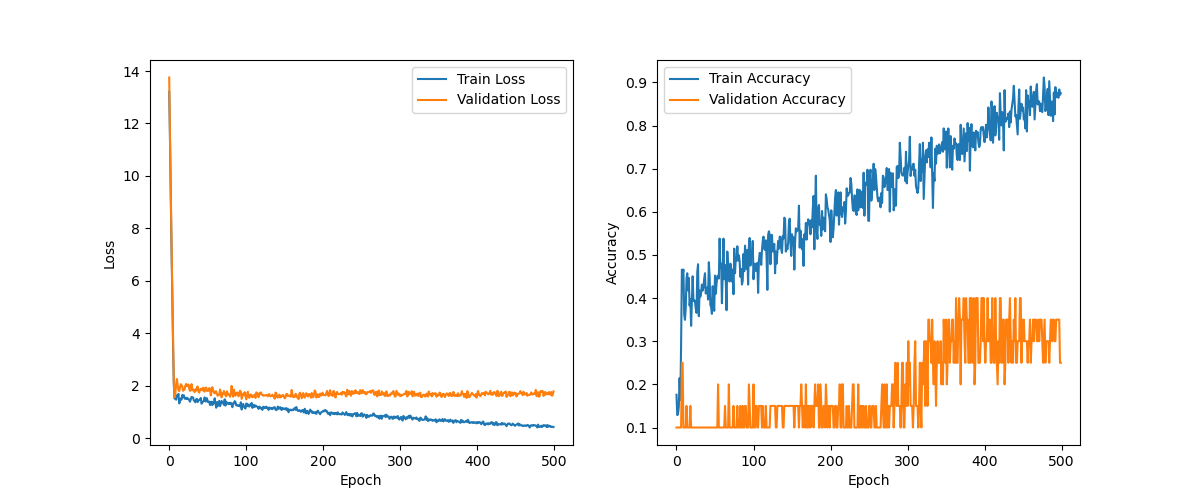 14
12
10
8
6
4
2
0
Loss
0 100 200 300 400 500
Epoch
Train Loss
Validation Loss
0.9
0.8
0.7
0.6
0.5
0.4
0.3
0.2
0.1
Accuracy
0 100 200 300 400 500
Epoch
Train Accuracy
Validation Accuracy